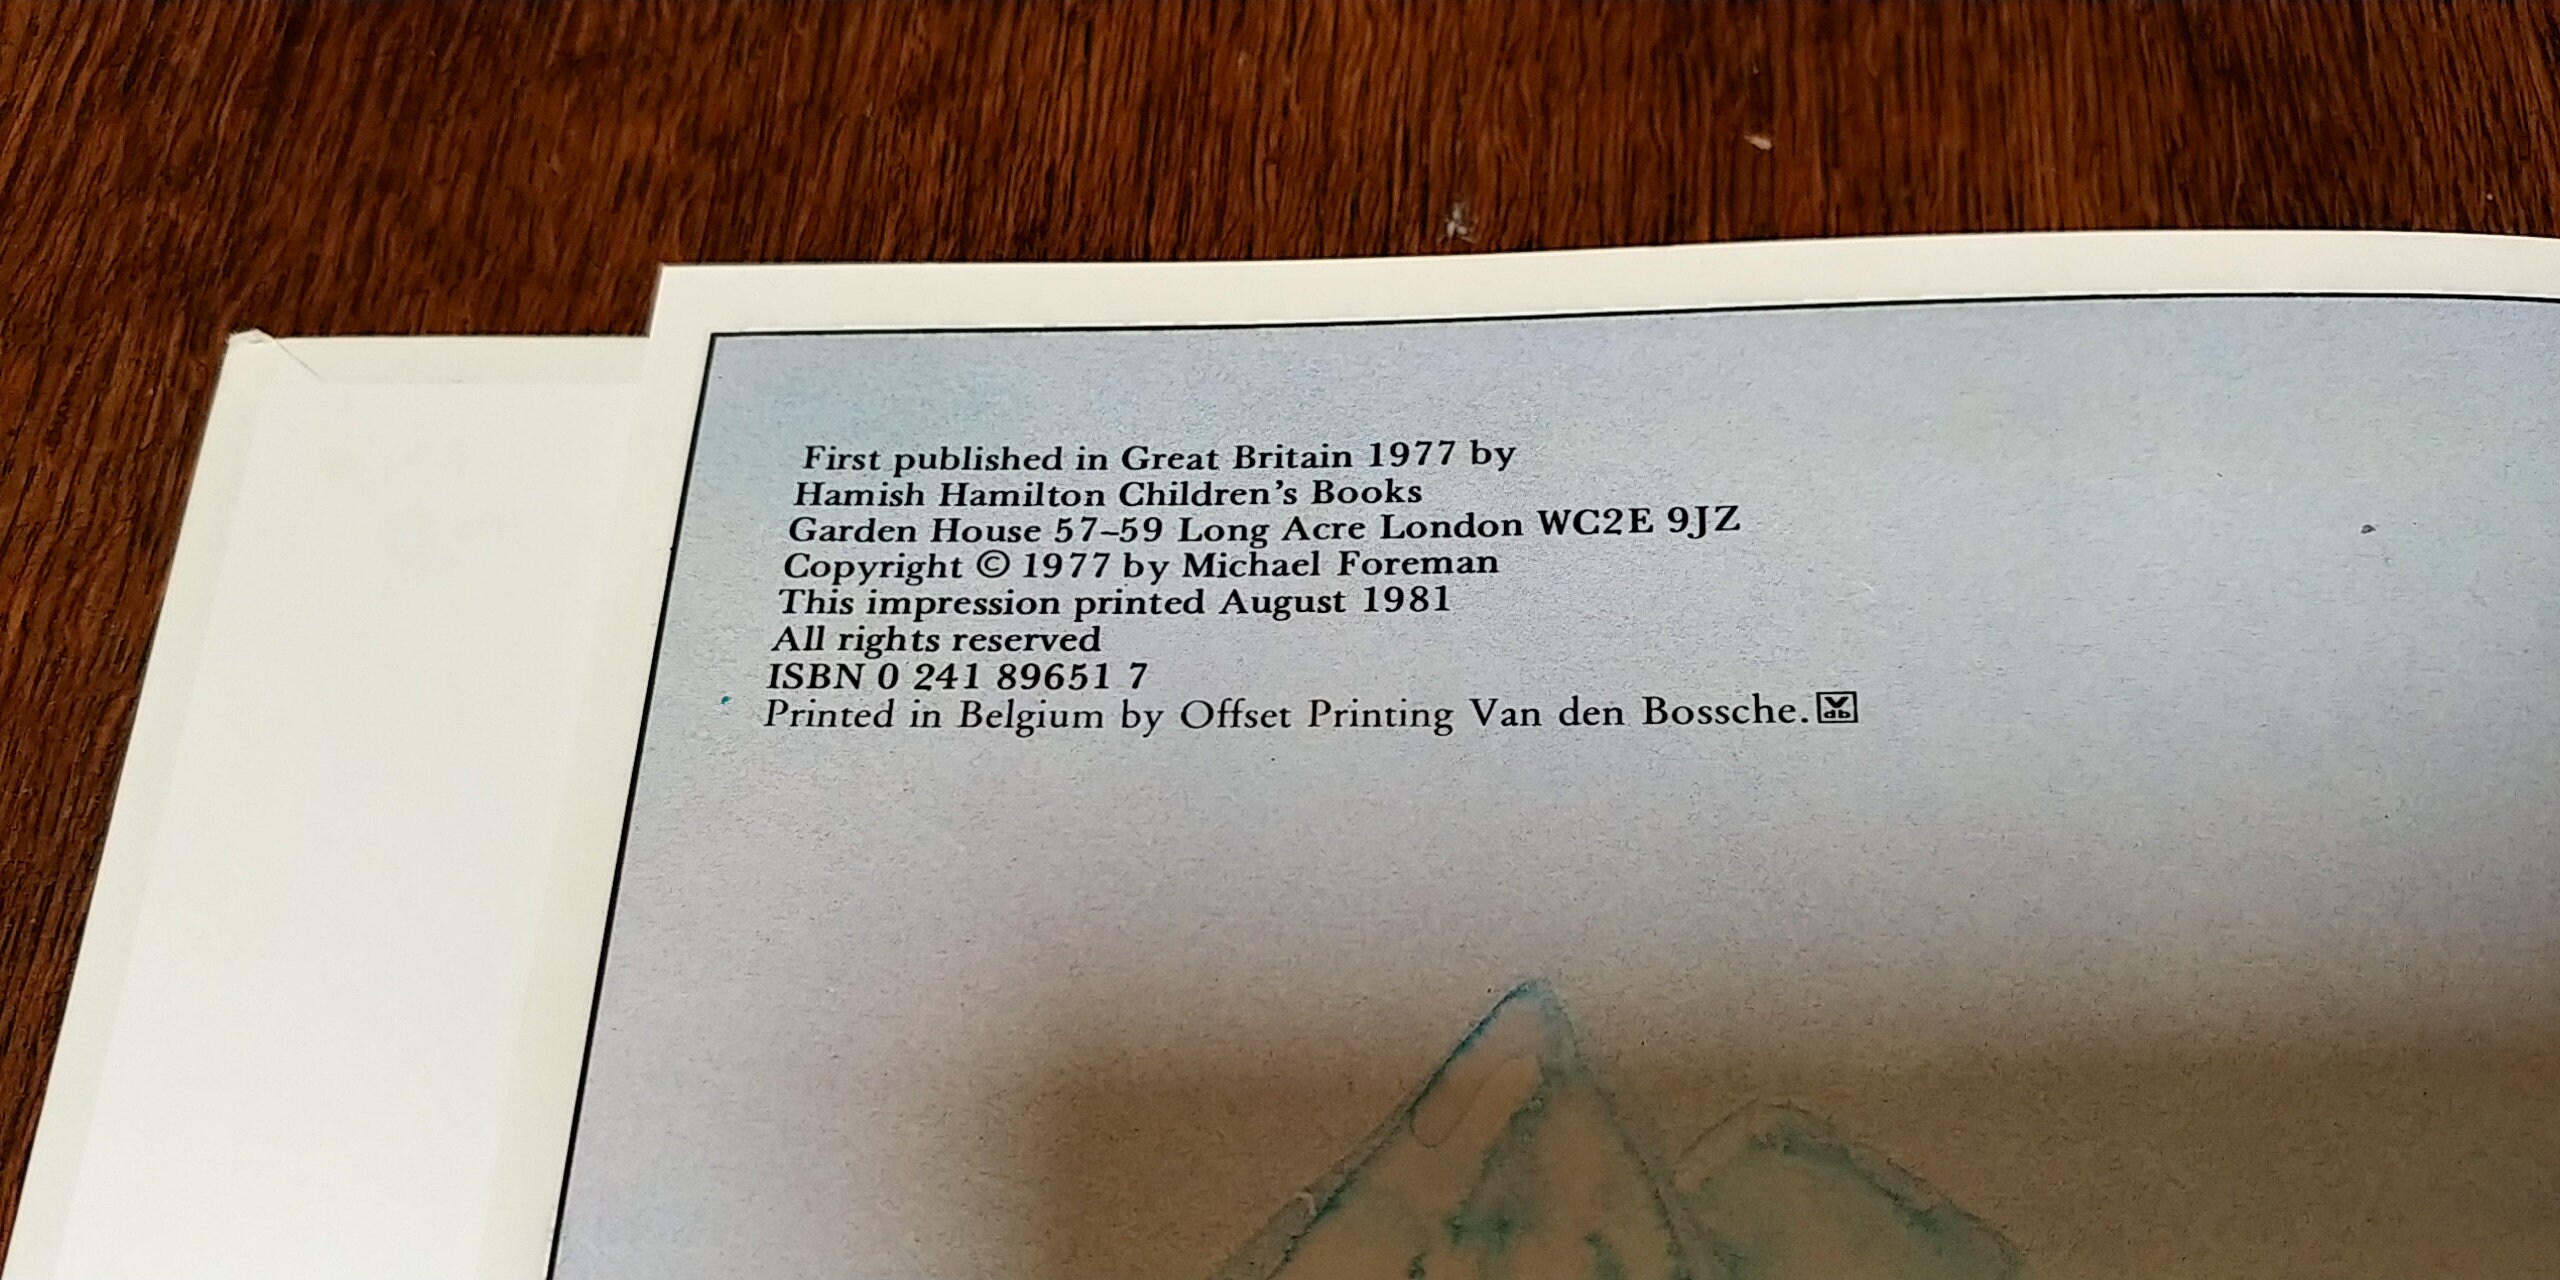 First published in Great Britain 1977 by
Hamish Hamilton Children's Books
Garden House 57–59 Long Acre London WC2E 9JZ
Copyright © 1977 by Michael Foreman
This impression printed August 1981
All rights reserved
ISBN 0 241 89651 7
Printed in Belgium by Offset Printing Van den Bossche.